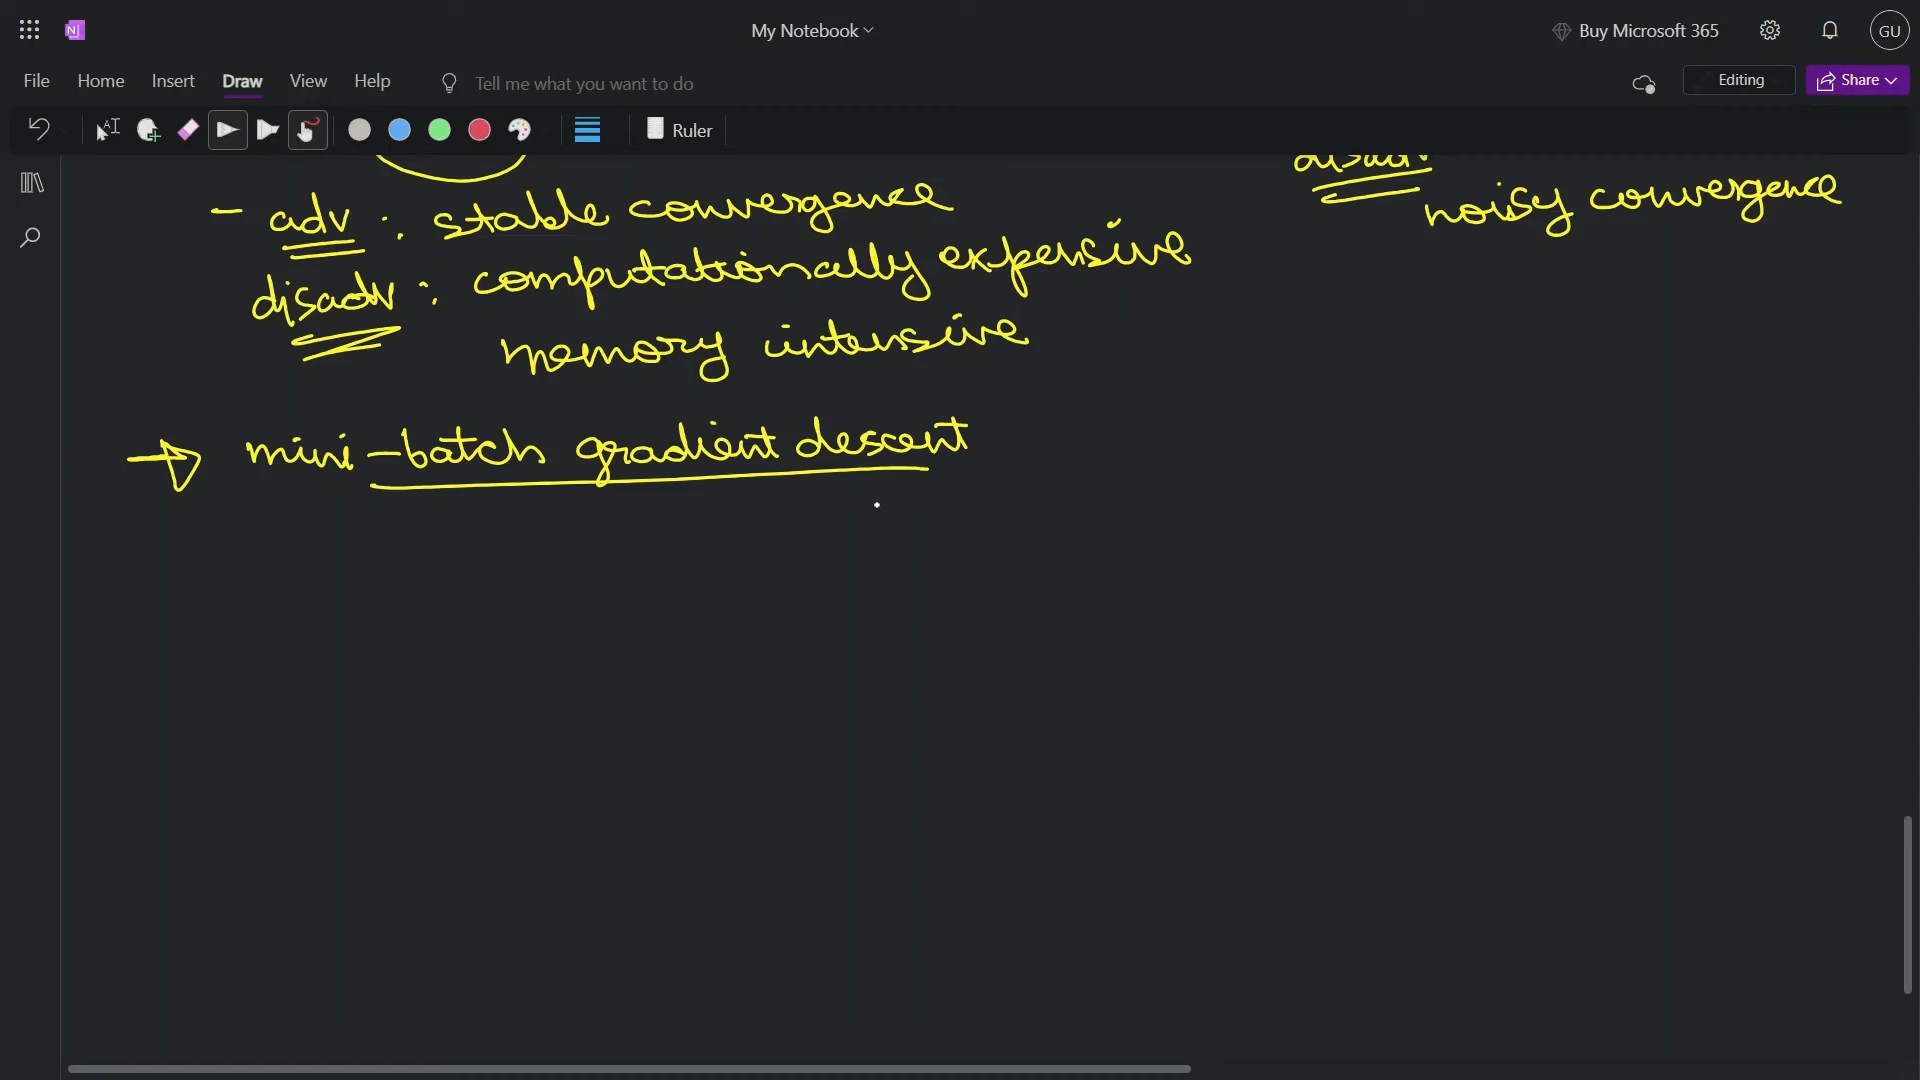 My Notebook
Buy Microsoft 365
GU
File Home Insert Draw View Help
Tell me what you want to do
Editing
Share
Ruler
- adv : stable convergence
disadv : computationally expensive
memory intensive
disadv
noisy convergence
→ mini-batch gradient descent